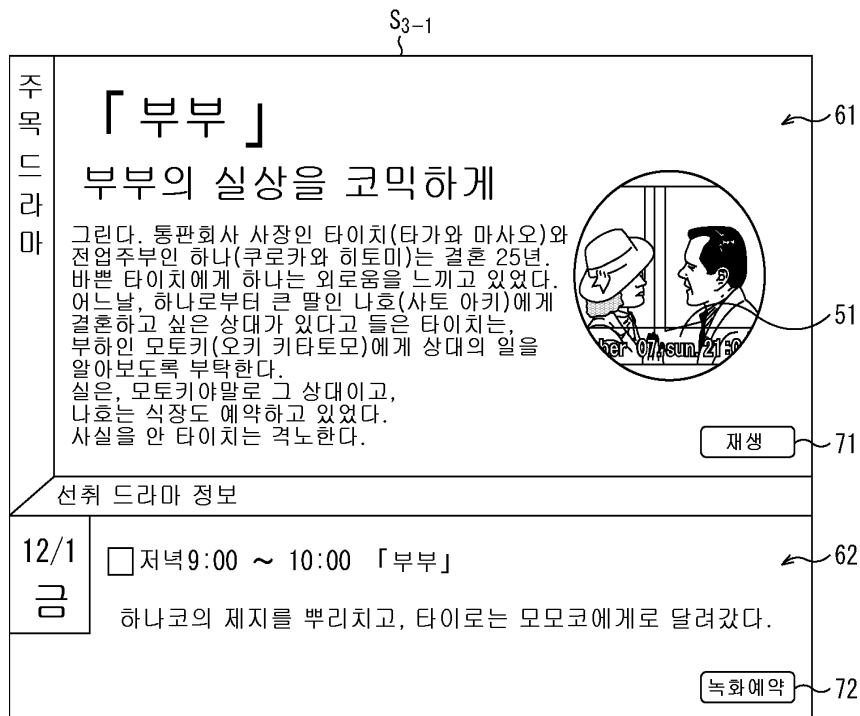 S3-1
주목 드라마
「부부」
61
부부의 실상을 코믹하게
그린다. 통판회사 사장인 타이치(타가와 마사오)와
전업주부인 하나(쿠로카와 히토미)는 결혼 25년.
바쁜 타이치에게 하나는 외로움을 느끼고 있었다.
어느날, 하나로부터 큰 딸인 나호(사토 아키)에게
결혼하고 싶은 상대가 있다고 들은 타이치는,
부하인 모토키(오키 키타토모)에게 상대의 일을
알아보도록 부탁한다.
실은, 모토키야말로 그 상대이고,
나호는 식장도 예약하고 있었다.
사실을 안 타이치는 격노한다.
ber 07. sun. 21:0
51
재생
71
선취 드라마 정보
12/1
금
저녁9:00 ~ 10:00 「부부」
62
하나코의 제지를 뿌리치고, 타이로는 모모코에게로 달려갔다.
녹화예약
72